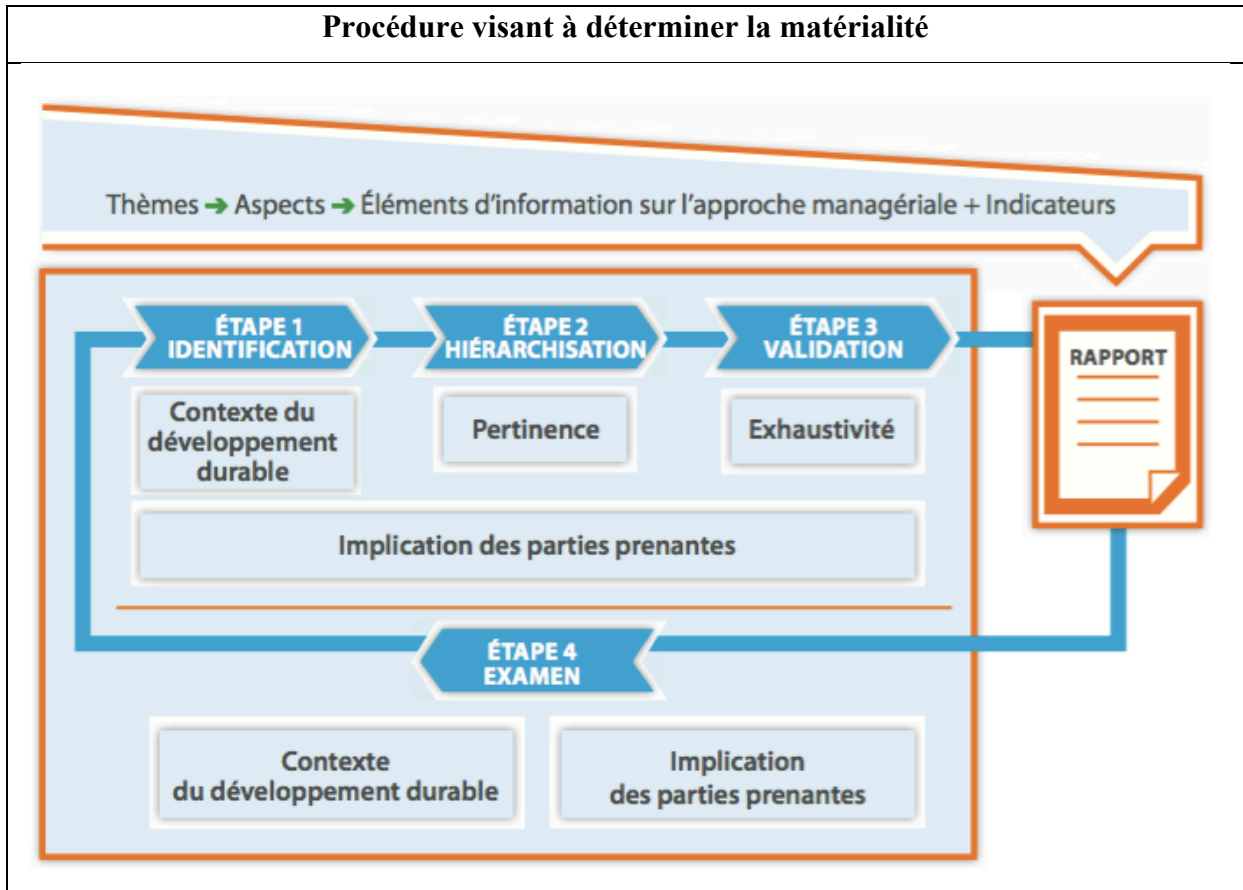 Procédure visant à déterminer la matérialité
Thèmes ➔ Aspects ➔ Éléments d’information sur l’approche managériale + Indicateurs
ÉTAPE 1
IDENTIFICATION
ÉTAPE 2
HIÉRARCHISATION
ÉTAPE 3
VALIDATION
RAPPORT
Contexte du
développement
durable
Pertinence
Exhaustivité
Implication des parties prenantes
ÉTAPE 4
EXAMEN
Contexte
du développement durable
Implication
des parties prenantes